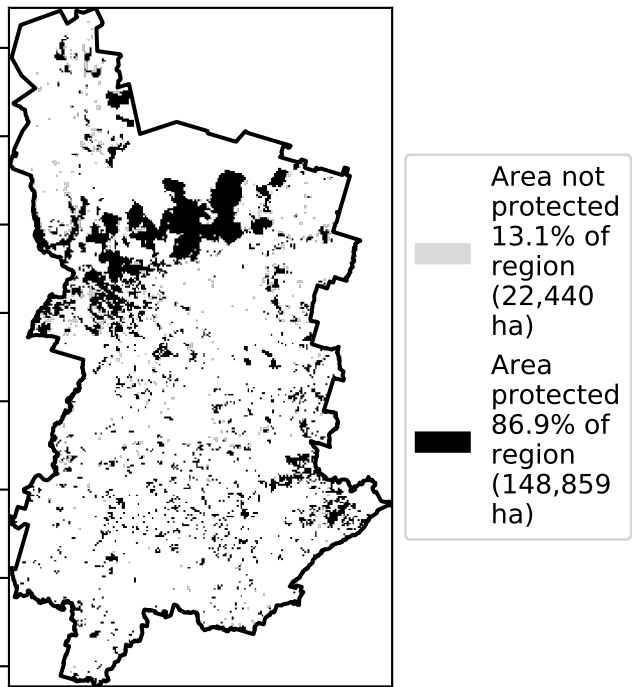 Area not
protected
13.1% of
region
(22,440
ha)
Area
protected
86.9% of
region
(148,859
ha)